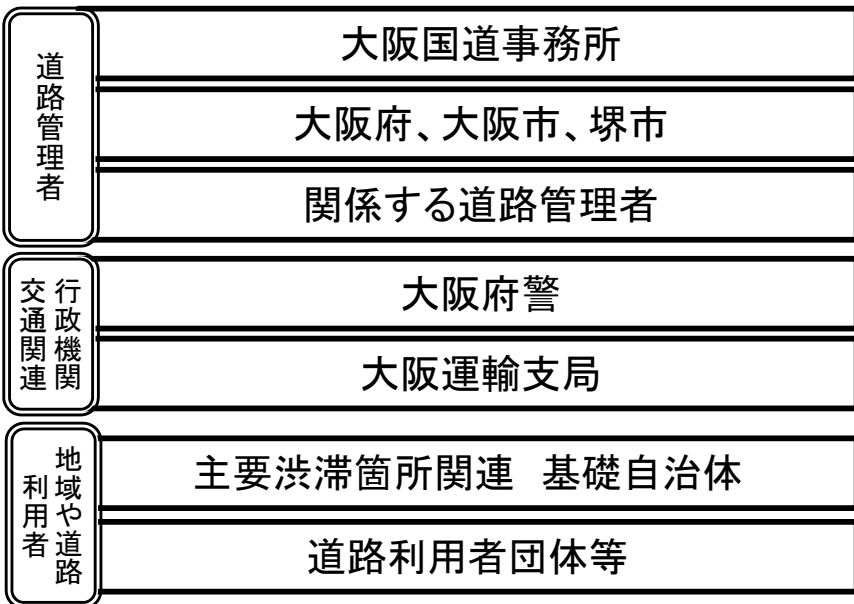 道路管理者
大阪国道事務所
大阪府、大阪市、堺市
関係する道路管理者
行政機関
交通関連
大阪府警
大阪運輸支局
地域や道路
利用者
主要渋滞箇所関連 基礎自治体
道路利用者団体等